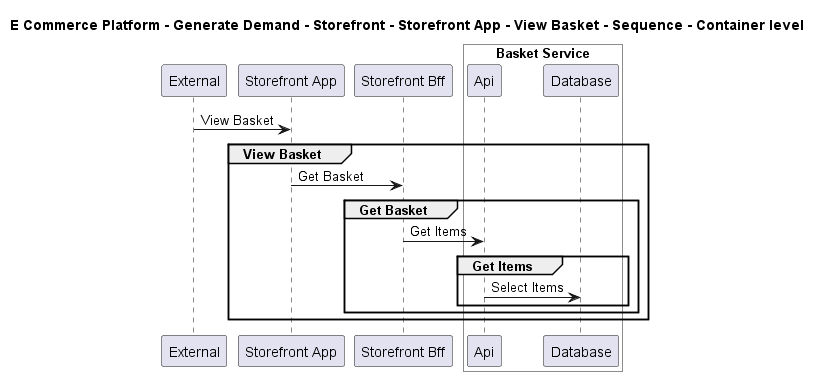 E Commerce Platform - Generate Demand - Storefront - Storefront App - View Basket - Sequence - Container level
Basket Service
External Storefront App Storefront Bff Api Database
View Basket
View Basket
Get Basket
Get Basket
Get Items
Get Items
Select Items
External Storefront App Storefront Bff Api Database